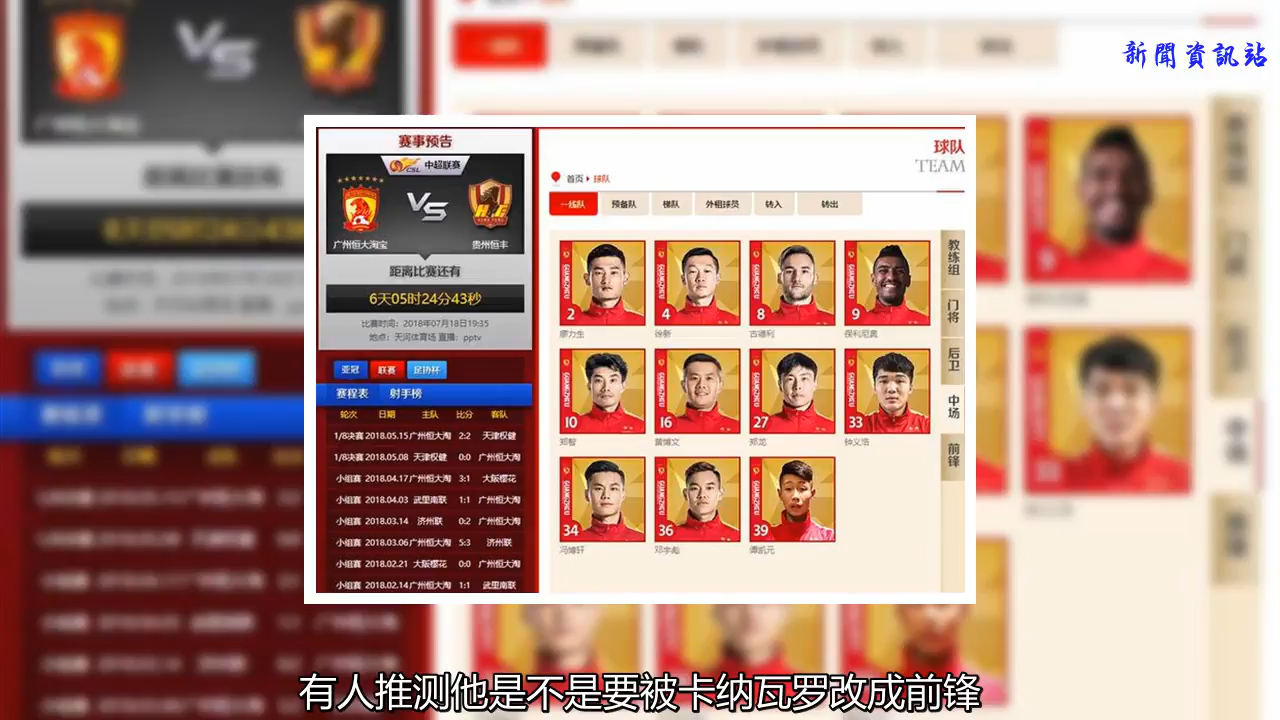 新聞資訊站
赛事预告
CSL 中超联赛
VS
广州恒大淘宝 贵州恒丰
距离比赛还有
6天05时24分43秒
比赛时间：2018年07月18日19:35
地点：天河体育场 直播：pptv
亚冠 联赛 足协杯
赛程表 射手榜
轮次 日期 主队 比分 客队
1/8决赛 2018.05.15 广州恒大淘 2:2 天津权健
1/8决赛 2018.05.08 天津权健 0:0 广州恒大淘
小组赛 2018.04.17 广州恒大淘 3:1 大阪樱花
小组赛 2018.04.03 武里南联 1:1 广州恒大淘
小组赛 2018.03.14 济州联 0:2 广州恒大淘
小组赛 2018.03.06 广州恒大淘 5:3 济州联
小组赛 2018.02.21 大阪樱花 0:0 广州恒大淘
小组赛 2018.02.14 广州恒大淘 1:1 武里南联
球队
TEAM
首页 球队
一线队 预备队 梯队 外租球员 转入 转出
2 4 8 9
廖力生 徐新 古德利 保利尼奥
10 16 27 33
郑智 黄博文 郑龙 钟义浩
34 36 39
冯博轩 邓宇彪 谭凯元
教练组
门将
后卫
中场
前锋
有人推测他是不是要被卡纳瓦罗改成前锋